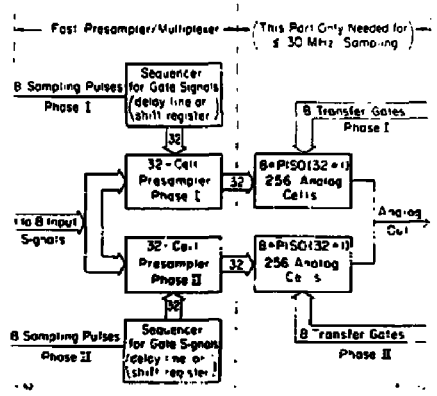 Fast Presampler/Multiplexer
(This Part Only Needed for
≤ 30 MHz Sampling)
8 Sampling Pulses
Phase I
Sequencer
for Gate Signals
(delay line or
shift register)
32
8 Transfer Gates
Phase I
32-Cell
Presampler
Phase I
32
8*PISO(32*1)
256 Analog
Cells
1 to 8 Input
Signals
Analog
Out
32-Cell
Presampler
Phase II
32
8*PISO(32*1)
256 Analog
Cells
32
8 Sampling Pulses
Phase II
Sequencer
for Gate Signals
(delay line or
shift register)
8 Transfer Gates
Phase II